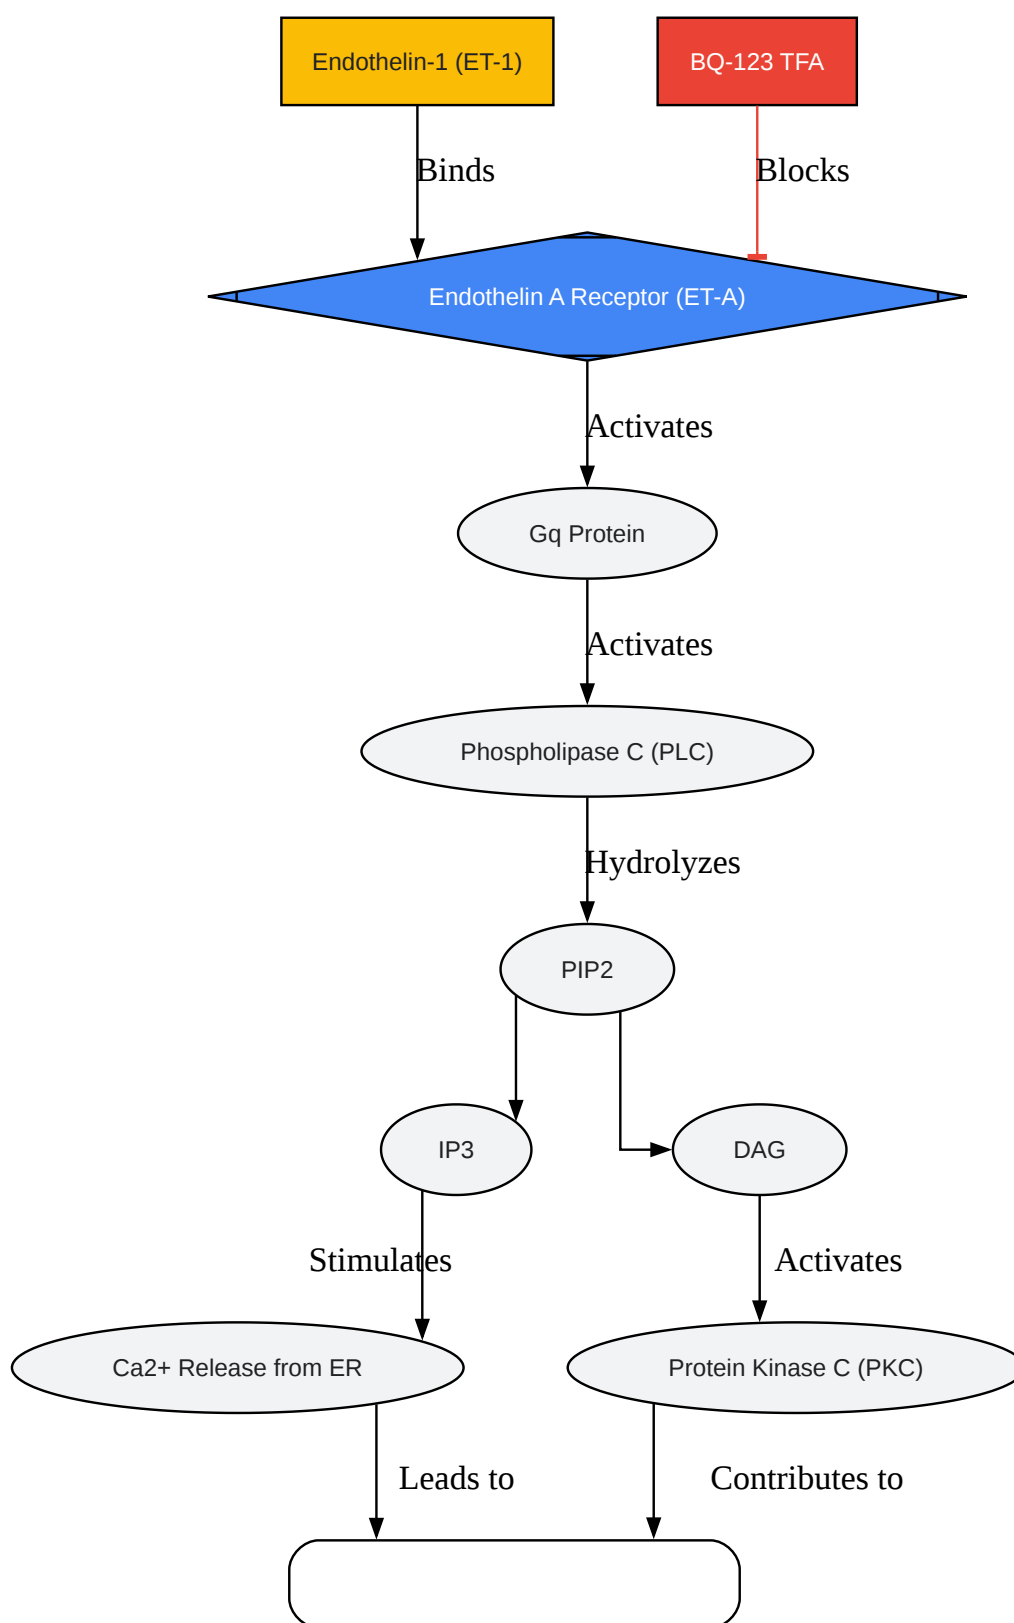 Endothelin-1 (ET-1)
BQ-123 TFA
Binds
Blocks
Endothelin A Receptor (ET-A)
Activates
Gq Protein
Activates
Phospholipase C (PLC)
Hydrolyzes
PIP2
IP3
DAG
Stimulates
Activates
Ca2+ Release from ER
Protein Kinase C (PKC)
Leads to
Contributes to